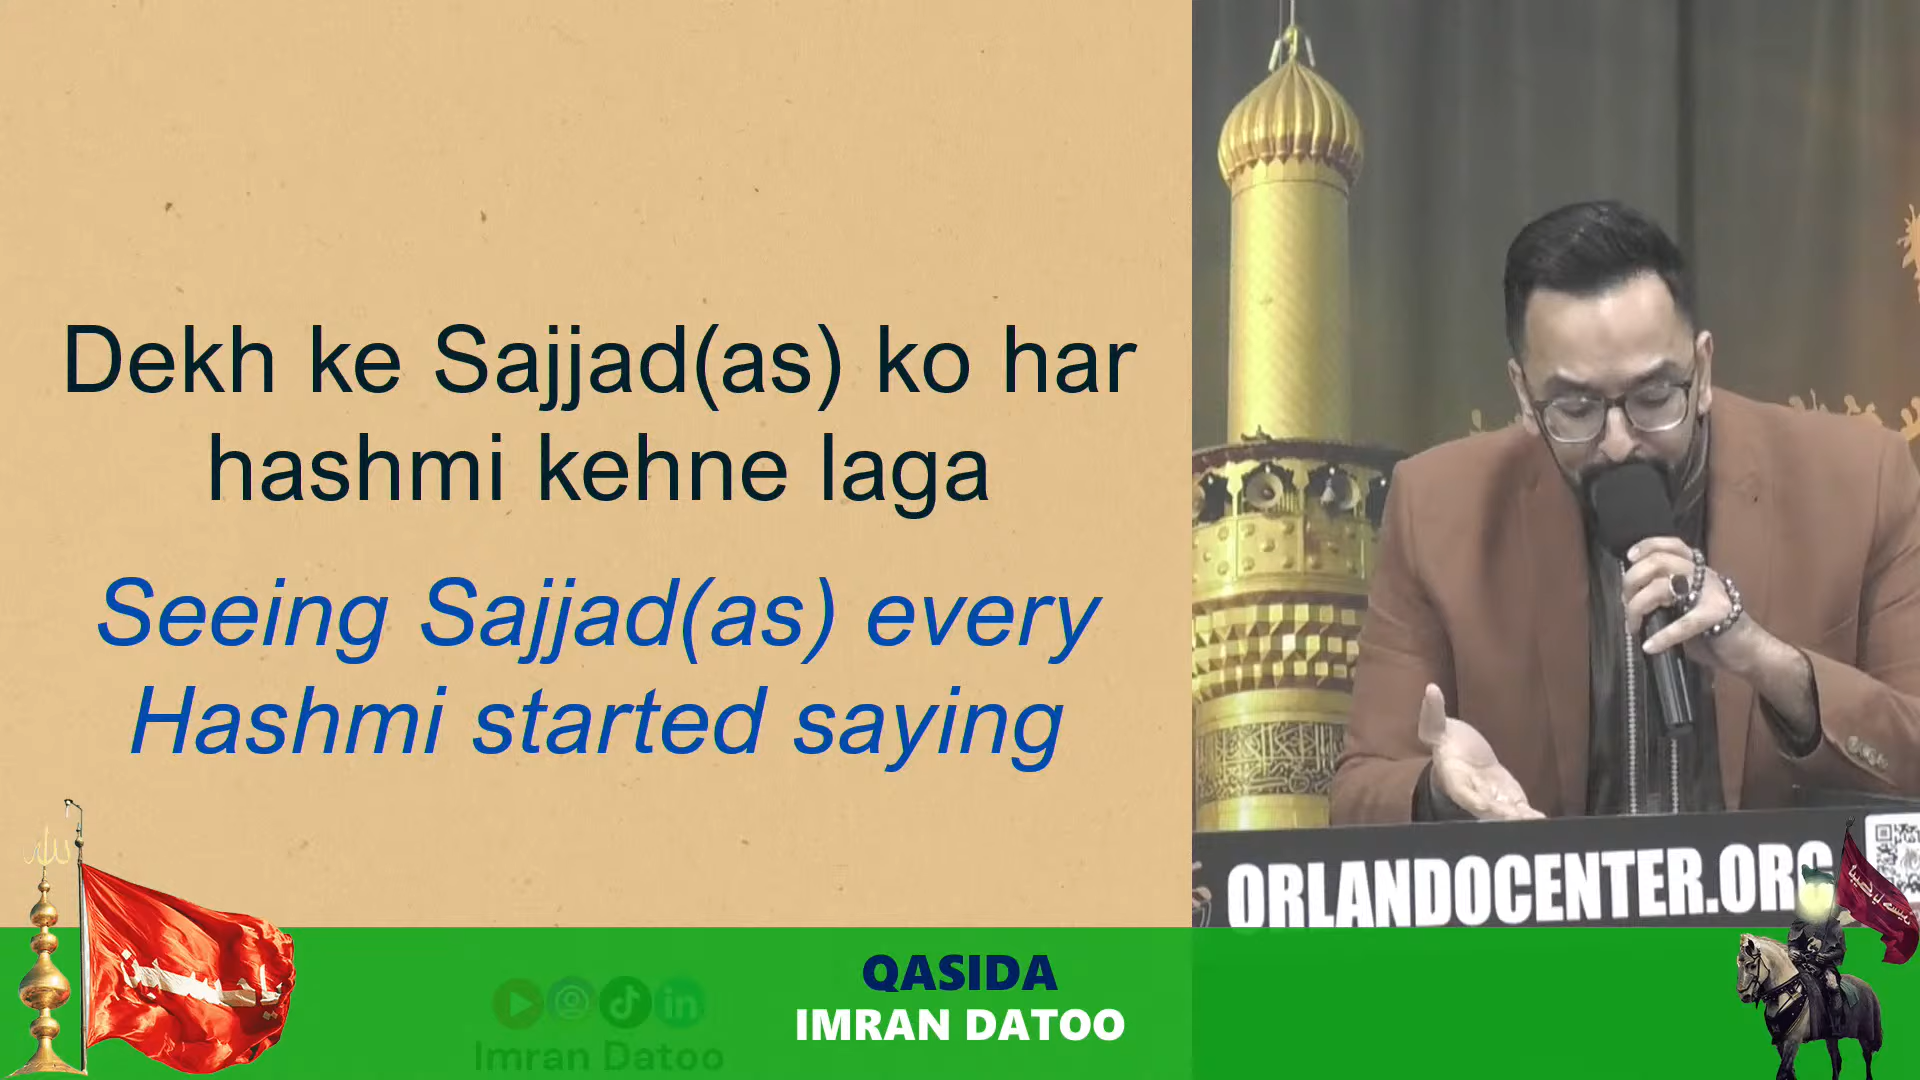 Dekh ke Sajjad(as) ko har
hashmi kehne laga
Seeing Sajjad(as) every
Hashmi started saying
ORLANDOCENTER.ORG
QASIDA
IMRAN DATOO
Imran Datoo